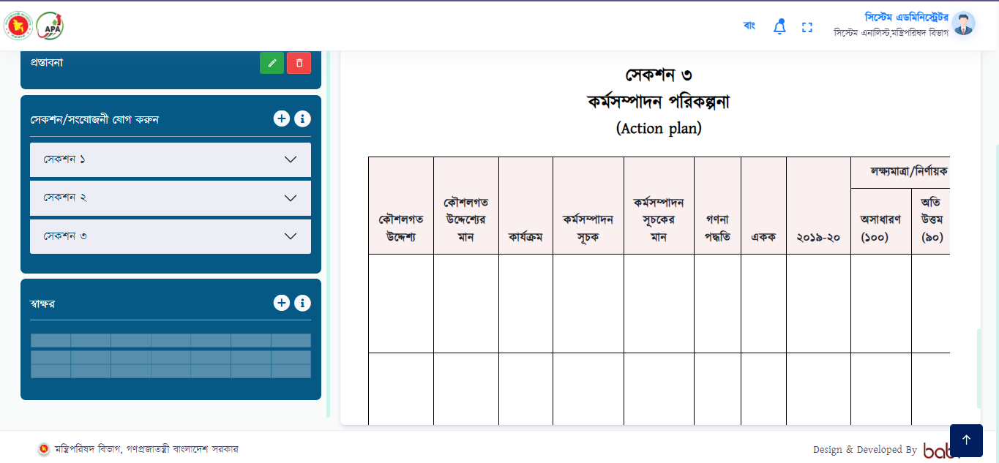 APA
বাং
সিস্টেম এডমিনিস্ট্রেটর
সিস্টেম এনালিস্ট,মন্ত্রিপরিষদ বিভাগ
প্রস্তাবনা
সেকশন/সংযোজনী যোগ করুন
সেকশন ১
সেকশন ২
সেকশন ৩
স্বাক্ষর
সেকশন ৩
কর্মসম্পাদন পরিকল্পনা
(Action plan)
কৌশলগত
উদ্দেশ্য
কৌশলগত
উদ্দেশ্যের
মান
কার্যক্রম
কর্মসম্পাদন
সূচক
কর্মসম্পাদন
সূচকের
মান
গণনা
পদ্ধতি
একক
২০১৯-২০
লক্ষ্যমাত্রা/নির্ণায়ক
অসাধারণ
(১০০)
অতি
উত্তম
(৯০)
মন্ত্রিপরিষদ বিভাগ, গণপ্রজাতন্ত্রী বাংলাদেশ সরকার
Design & Developed By